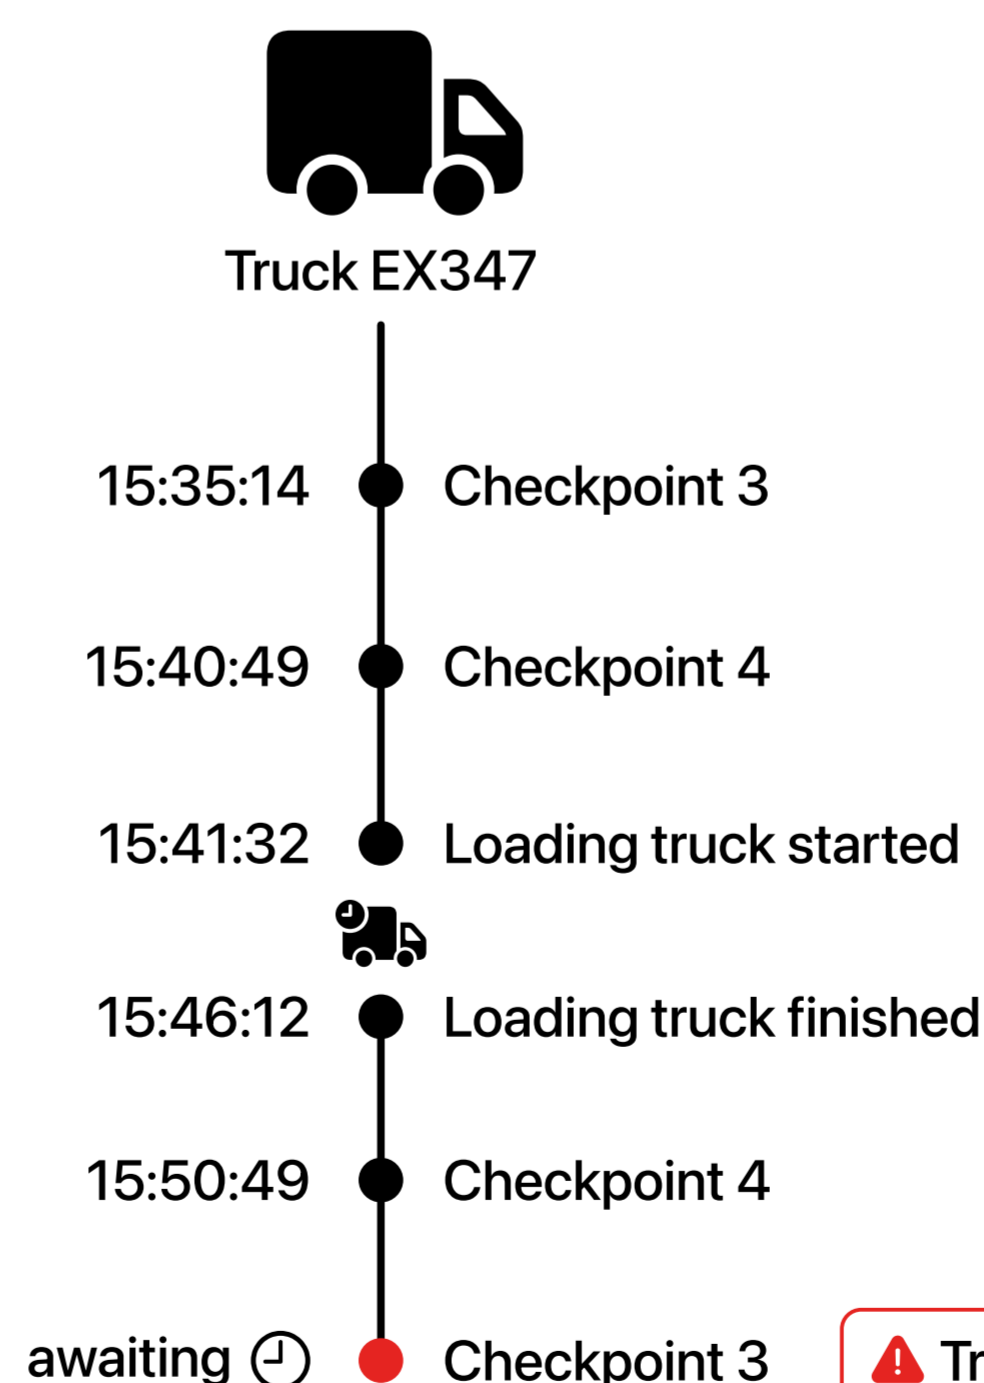 Truck EX347
15:35:14 Checkpoint 3
15:40:49 Checkpoint 4
15:41:32 Loading truck started
15:46:12 Loading truck finished
15:50:49 Checkpoint 4
awaiting Checkpoint 3